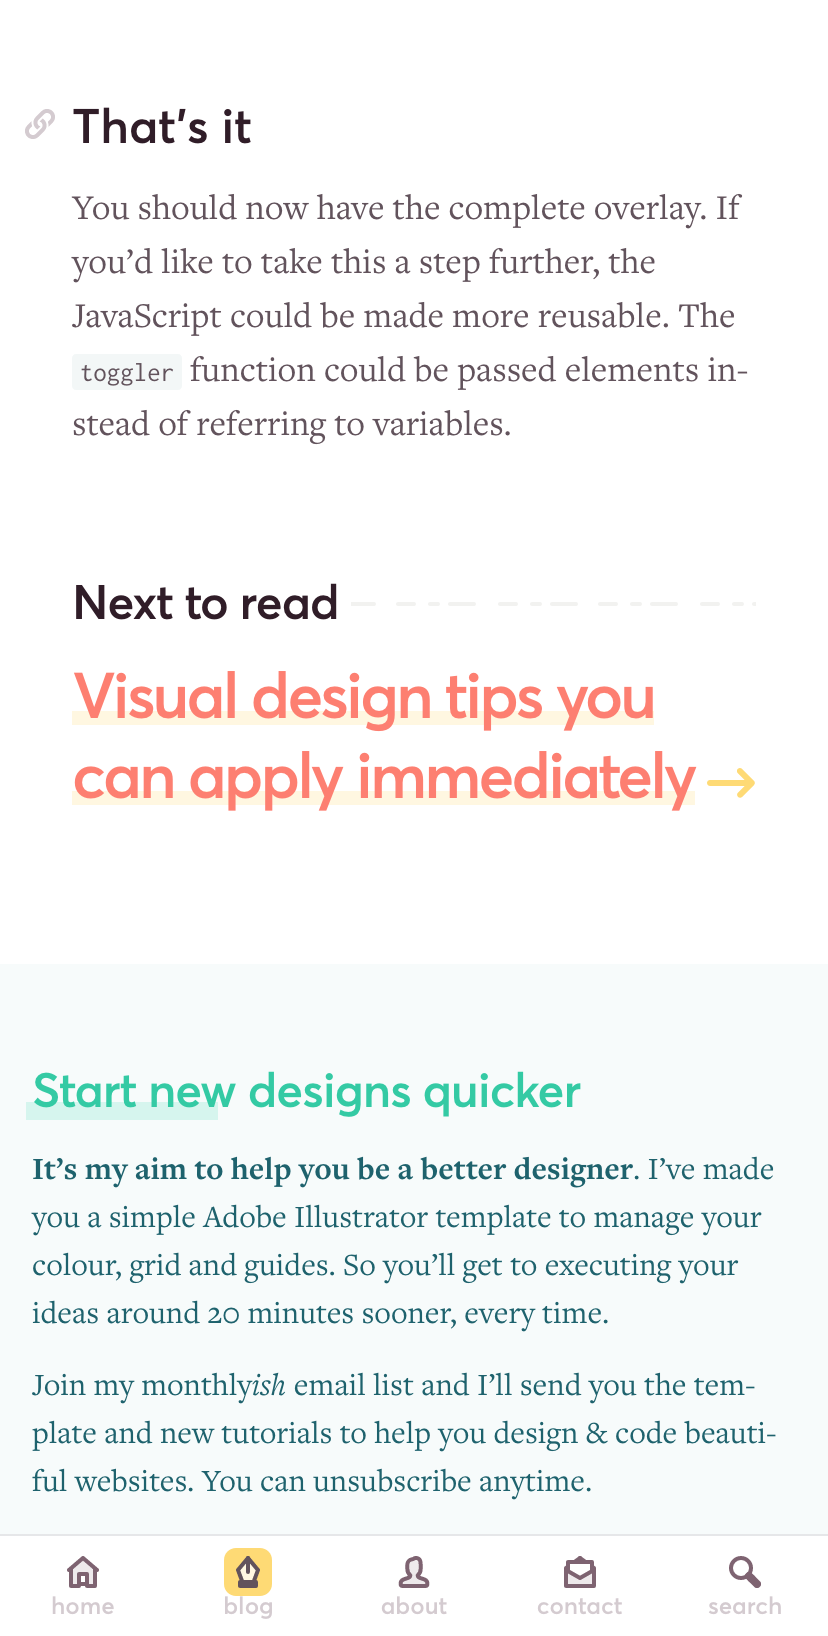 That's it
You should now have the complete overlay. If
you’d like to take this a step further, the
JavaScript could be made more reusable. The
toggler function could be passed elements in-
stead of referring to variables.
Next to read
Visual design tips you
can apply immediately
Start new designs quicker
It’s my aim to help you be a better designer. I’ve made
you a simple Adobe Illustrator template to manage your
colour, grid and guides. So you’ll get to executing your
ideas around 20 minutes sooner, every time.
Join my monthlyish email list and I’ll send you the tem-
plate and new tutorials to help you design & code beauti-
ful websites. You can unsubscribe anytime.
home
blog
about
contact
search